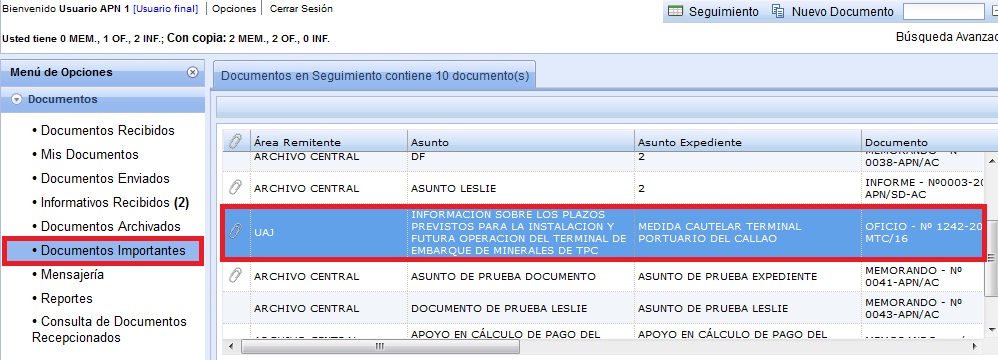 Bienvenido Usuario APN 1 [Usuario final] Opciones Cerrar Sesión
Seguimiento Nuevo Documento
Usted tiene 0 MEM., 1 OF., 2 INF.; Con copia: 2 MEM., 2 OF., 0 INF.
Búsqueda Avanzad
Menú de Opciones
Documentos
• Documentos Recibidos
• Mis Documentos
• Documentos Enviados
• Informativos Recibidos (2)
• Documentos Archivados
• Documentos Importantes
• Mensajería
• Reportes
• Consulta de Documentos
Recepcionados
Documentos en Seguimiento contiene 10 documento(s)
Área Remitente Asunto Asunto Expediente Documento
ARCHIVO CENTRAL DF 2 MEMORANDO - Nº
0038-APN/AC
ARCHIVO CENTRAL ASUNTO LESLIE 2 INFORME - Nº0003-20
APN/SD-AC
UAJ
INFORMACION SOBRE LOS PLAZOS
PREVISTOS PARA LA INSTALACION Y
FUTURA OPERACION DEL TERMINAL DE
EMBARQUE DE MINERALES DE TPC
MEDIDA CAUTELAR TERMINAL
PORTUARIO DEL CALLAO
OFICIO - Nº 1242-20
MTC/16
ARCHIVO CENTRAL ASUNTO DE PRUEBA DOCUMENTO ASUNTO DE PRUEBA EXPEDIENTE MEMORANDO - Nº
0041-APN/AC
ARCHIVO CENTRAL DOCUMENTO DE PRUEBA LESLIE ASUNTO DE PRUEBA LESLIE MEMORANDO - Nº
0043-APN/AC
ARCHIVO CENTRAL APOYO EN CÁLCULO DE PAGO DEL APOYO EN CÁLCULO DE PAGO DEL MEMORANDO - Nº